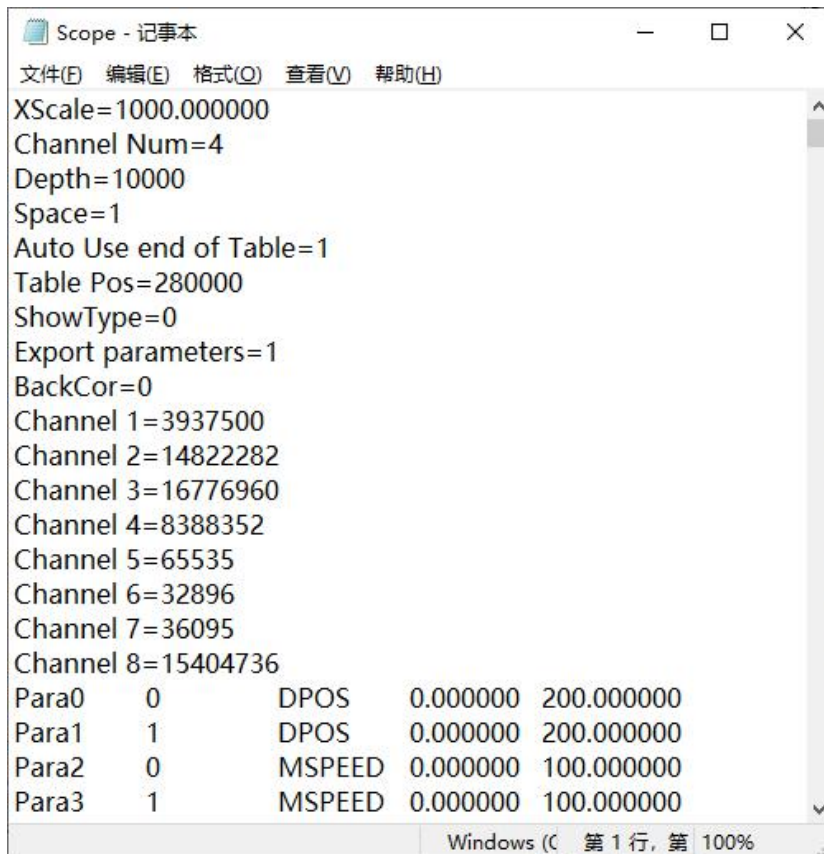 Scope - 记事本
文件(F) 编辑(E) 格式(O) 查看(V) 帮助(H)
XScale=1000.000000
Channel Num=4
Depth=10000
Space=1
Auto Use end of Table=1
Table Pos=280000
ShowType=0
Export parameters=1
BackCor=0
Channel 1=3937500
Channel 2=14822282
Channel 3=16776960
Channel 4=8388352
Channel 5=65535
Channel 6=32896
Channel 7=36095
Channel 8=15404736
Para0 0 DPOS 0.000000 200.000000
Para1 1 DPOS 0.000000 200.000000
Para2 0 MSPEED 0.000000 100.000000
Para3 1 MSPEED 0.000000 100.000000
Windows (C 第 1 行, 第 100%